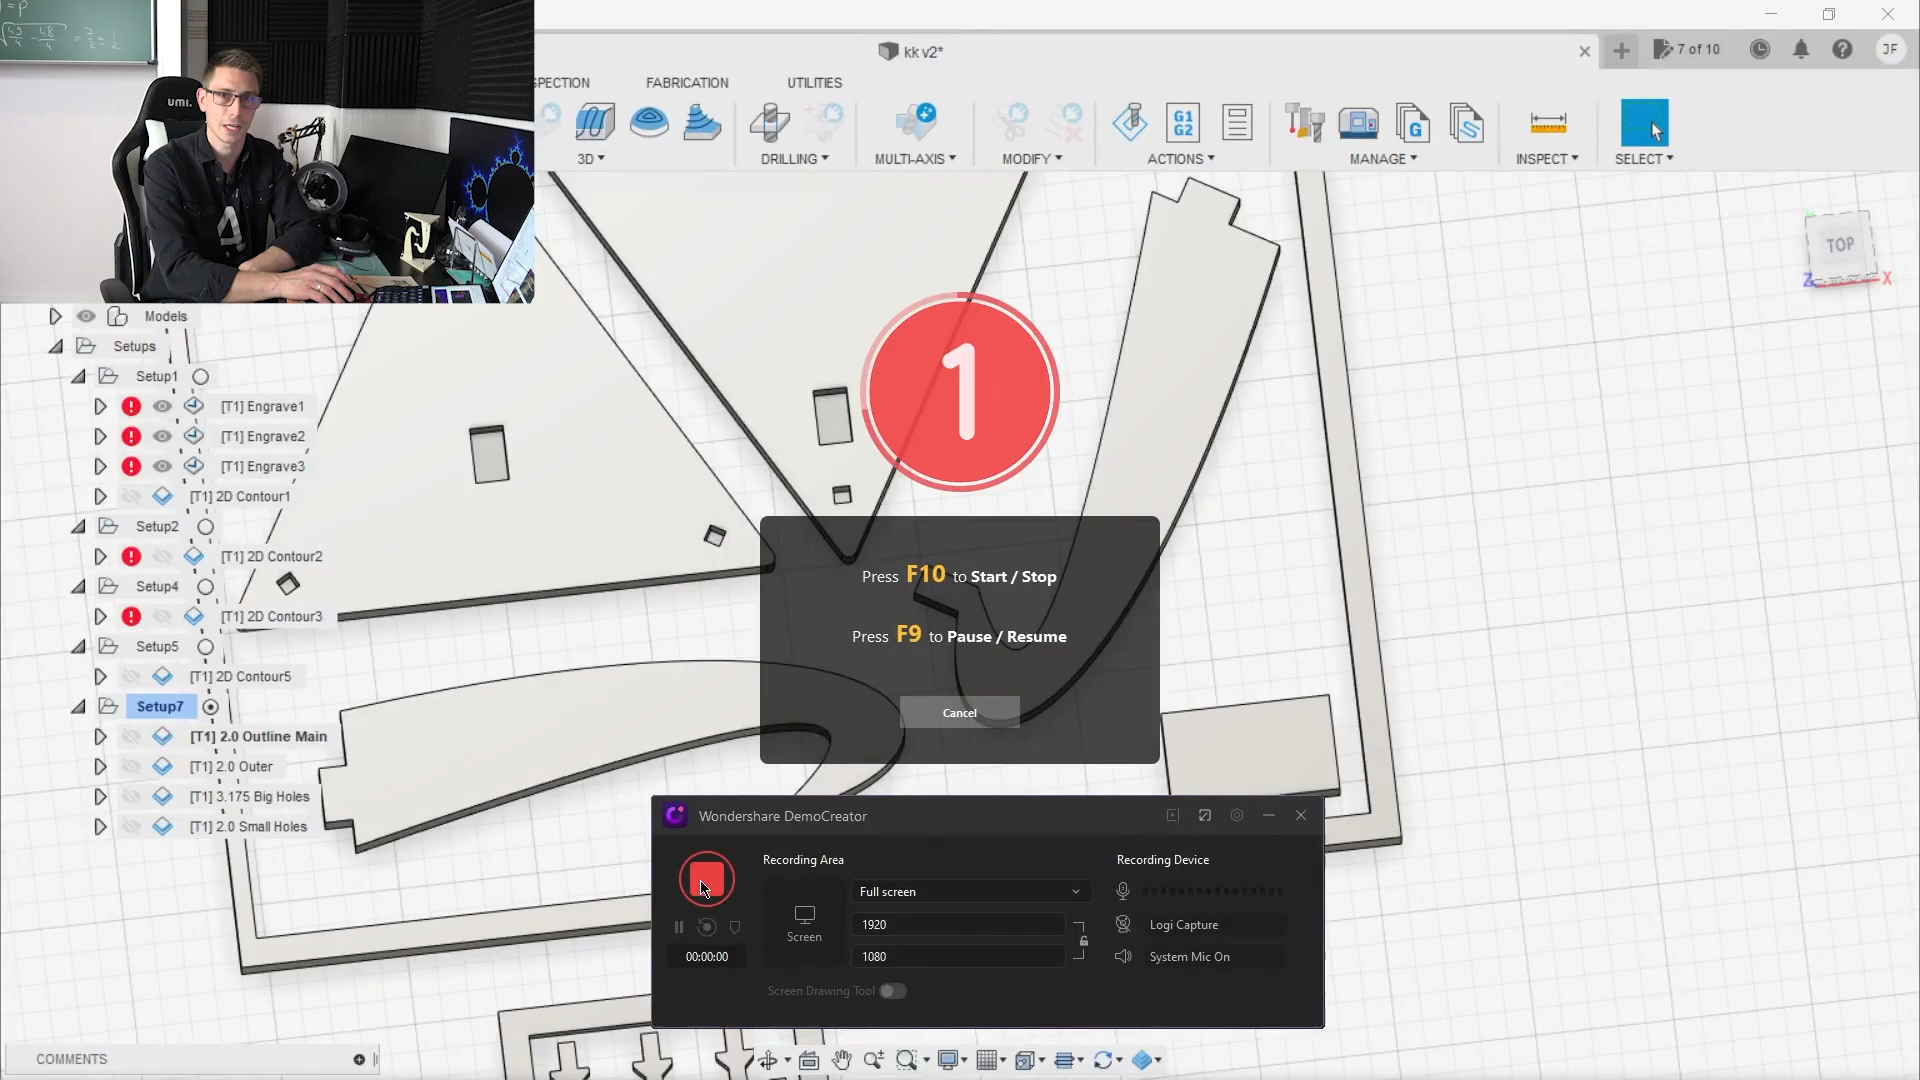 = P
umi.
kk v2*
7 of 10
JF
SPECTION
FABRICATION
UTILITIES
G1
G2
G
3D
DRILLING
MULTI-AXIS
MODIFY
ACTIONS
MANAGE
INSPECT
SELECT
TOP
Z
X
Models
Setups
Setup1
[T1] Engrave1
[T1] Engrave2
[T1] Engrave3
[T1] 2D Contour1
Setup2
[T1] 2D Contour2
Setup4
[T1] 2D Contour3
Setup5
[T1] 2D Contour5
Setup7
[T1] 2.0 Outline Main
[T1] 2.0 Outer
[T1] 3.175 Big Holes
[T1] 2.0 Small Holes
1
Press F10 to Start / Stop
Press F9 to Pause / Resume
Cancel
Wondershare DemoCreator
Recording Area
Recording Device
Full screen
Screen
1920
1080
Logi Capture
System Mic On
00:00:00
Screen Drawing Tool
COMMENTS